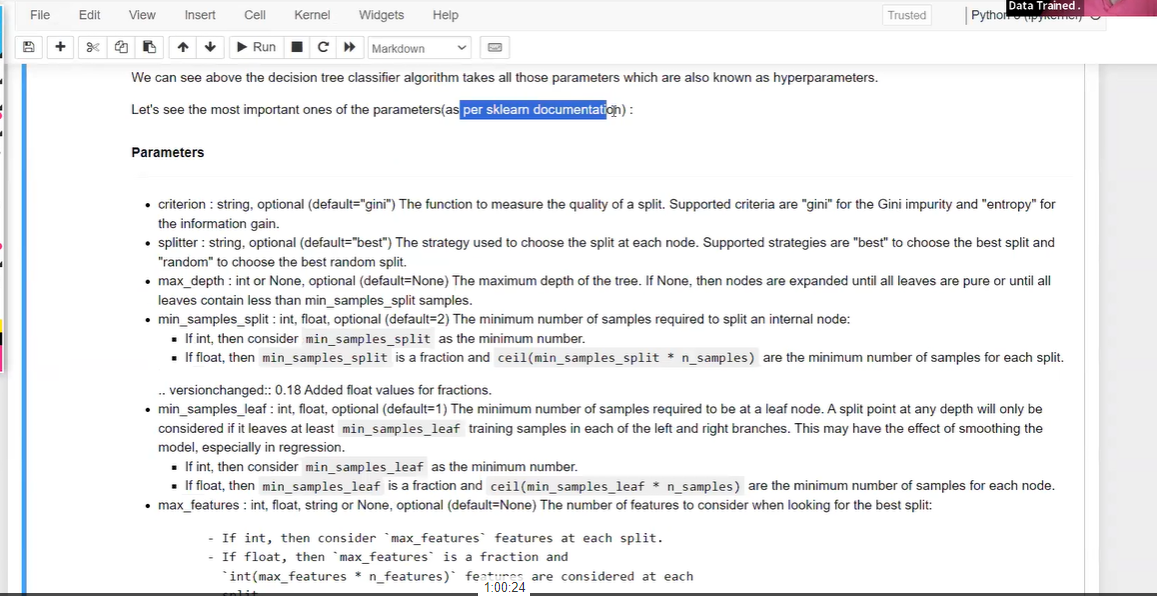 Data Trained .
File Edit View Insert Cell Kernel Widgets Help Trusted (ipykernel)
Run Markdown
We can see above the decision tree classifier algorithm takes all those parameters which are also known as hyperparameters.
Let's see the most important ones of the parameters(as per sklearn documentation) :
Parameters
• criterion : string, optional (default="gini") The function to measure the quality of a split. Supported criteria are "gini" for the Gini impurity and "entropy" for
the information gain.
• splitter : string, optional (default="best") The strategy used to choose the split at each node. Supported strategies are "best" to choose the best split and
"random" to choose the best random split.
• max_depth : int or None, optional (default=None) The maximum depth of the tree. If None, then nodes are expanded until all leaves are pure or until all
leaves contain less than min_samples_split samples.
• min_samples_split : int, float, optional (default=2) The minimum number of samples required to split an internal node:
▪ If int, then consider min_samples_split as the minimum number.
▪ If float, then min_samples_split is a fraction and ceil(min_samples_split * n_samples) are the minimum number of samples for each split.
.. versionchanged:: 0.18 Added float values for fractions.
• min_samples_leaf : int, float, optional (default=1) The minimum number of samples required to be at a leaf node. A split point at any depth will only be
considered if it leaves at least min_samples_leaf training samples in each of the left and right branches. This may have the effect of smoothing the
model, especially in regression.
▪ If int, then consider min_samples_leaf as the minimum number.
▪ If float, then min_samples_leaf is a fraction and ceil(min_samples_leaf * n_samples) are the minimum number of samples for each node.
• max_features : int, float, string or None, optional (default=None) The number of features to consider when looking for the best split:
- If int, then consider `max_features` features at each split.
- If float, then `max_features` is a fraction and
`int(max_features * n_features)` features are considered at each
1:00:24